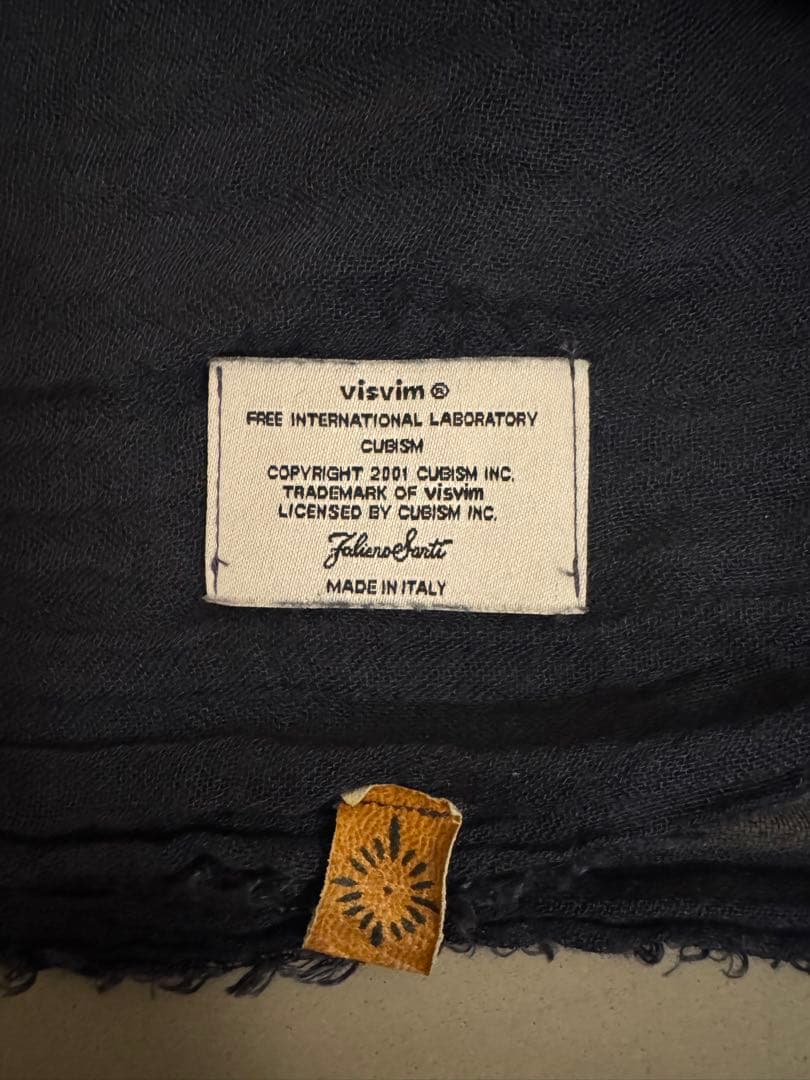 visvim®
FREE INTERNATIONAL LABORATORY
CUBISM
COPYRIGHT 2001 CUBISM INC.
TRADEMARK OF visvim
LICENSED BY CUBISM INC.
Faliero Sarti
MADE IN ITALY